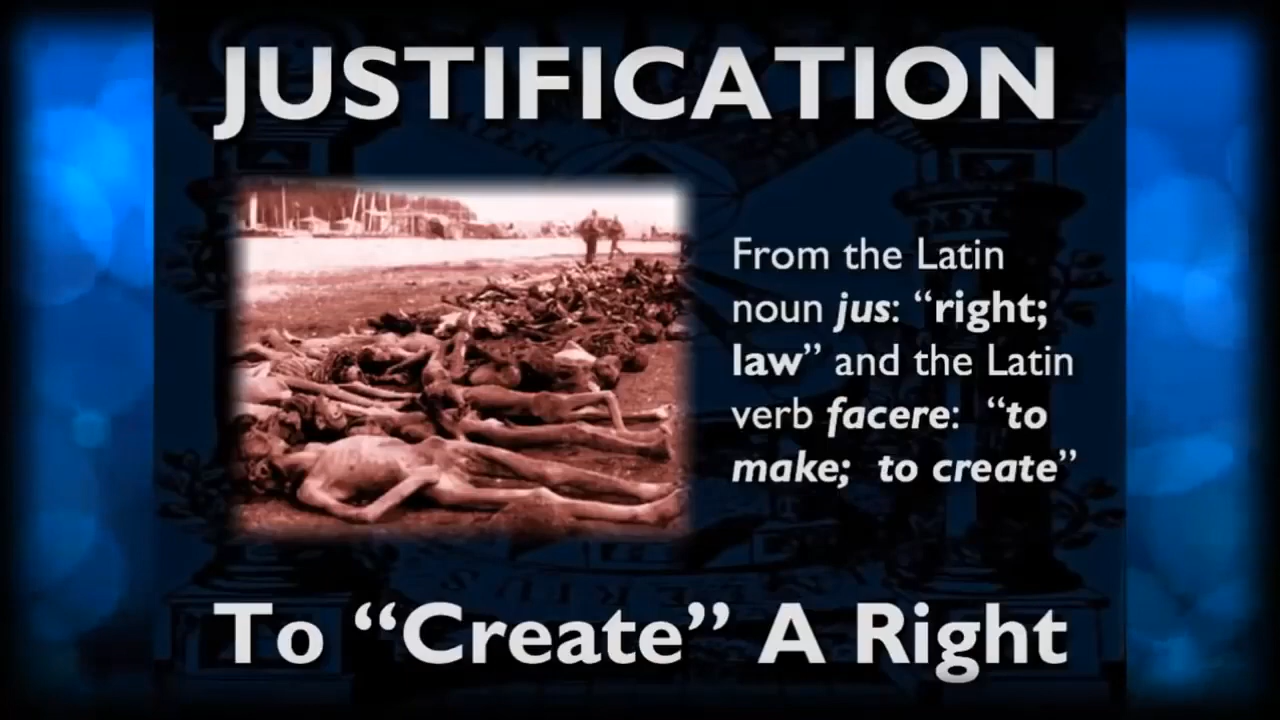 JUSTIFICATION
From the Latin
noun jus: “right;
law” and the Latin
verb facere: “to
make; to create”
To “Create” A Right